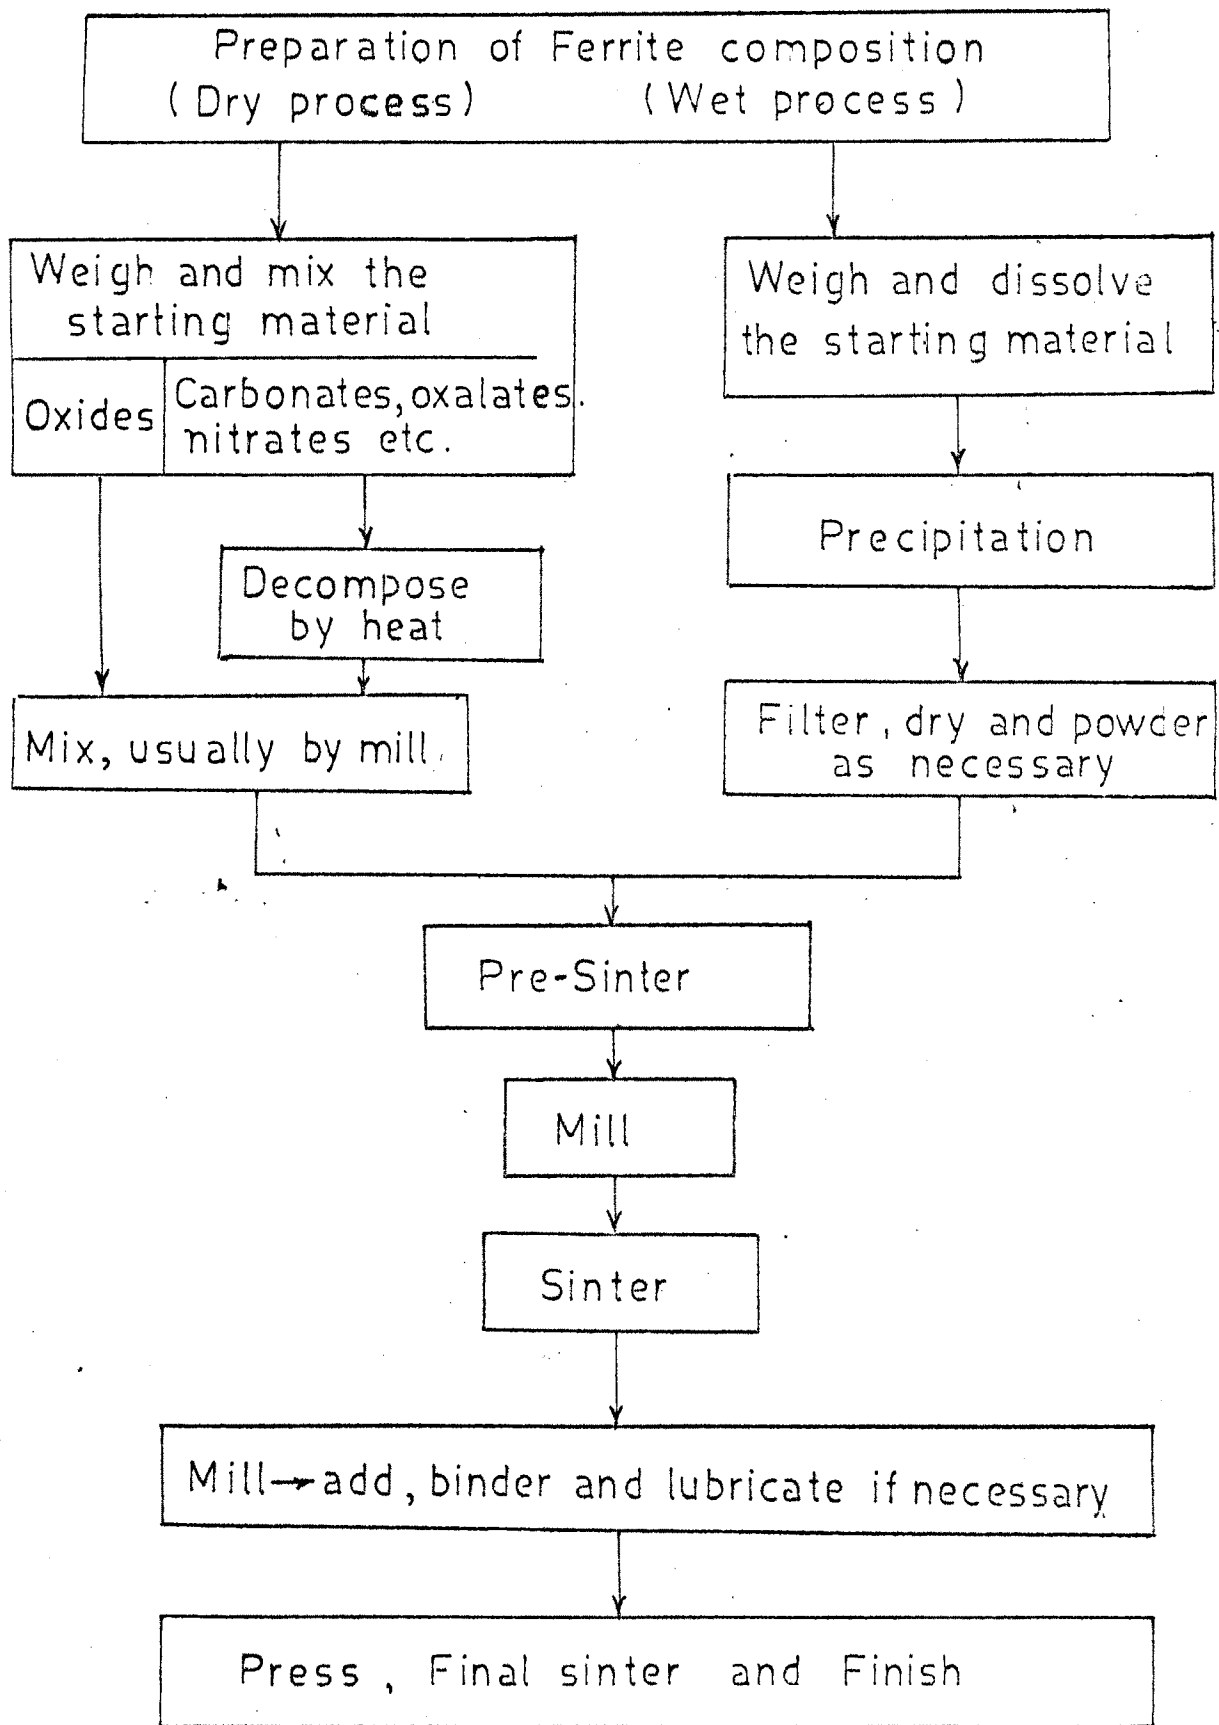 Preparation of Ferrite composition
(Dry process) (Wet process)
Weigh and mix the
starting material
Oxides
Carbonates, oxalates.
nitrates etc.
Decompose
by heat
Mix, usually by mill.
Weigh and dissolve
the starting material
Precipitation
Filter, dry and powder
as necessary
Pre-Sinter
Mill
Sinter
Mill→add, binder and lubricate if necessary
Press, Final sinter and Finish